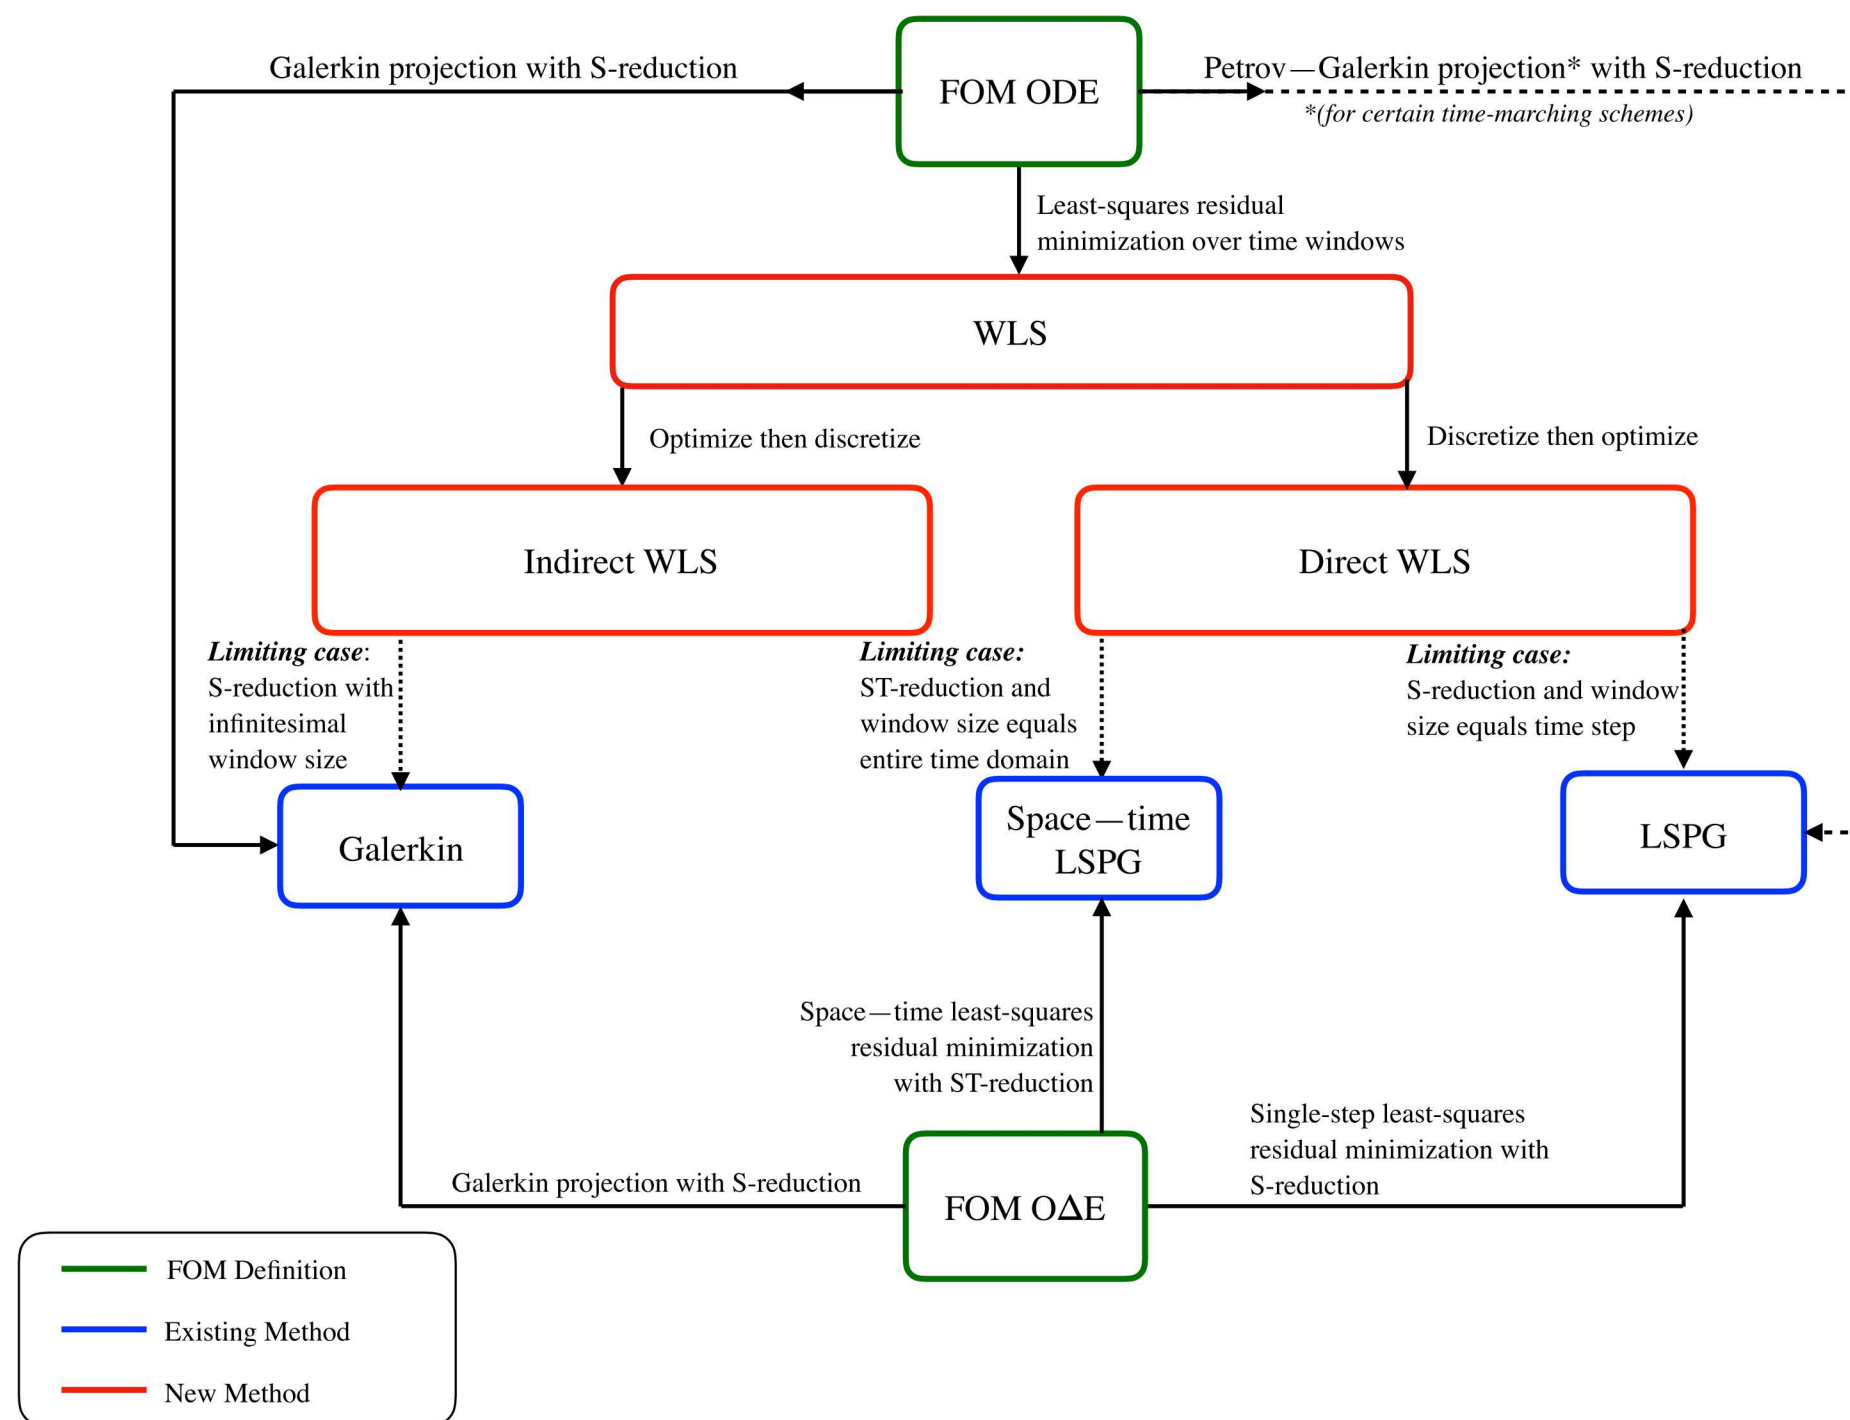 Galerkin projection with S-reduction
FOM ODE
Petrov—Galerkin projection* with S-reduction
*(for certain time-marching schemes)
Least-squares residual
minimization over time windows
WLS
Optimize then discretize
Discretize then optimize
Indirect WLS
Direct WLS
Limiting case:
S-reduction with
infinitesimal
window size
Limiting case:
ST-reduction and
window size equals
entire time domain
Limiting case:
S-reduction and window
size equals time step
Galerkin
Space—time
LSPG
LSPG
Space—time least-squares
residual minimization
with ST-reduction
Single-step least-squares
residual minimization with
S-reduction
Galerkin projection with S-reduction
FOM OΔE
FOM Definition
Existing Method
New Method